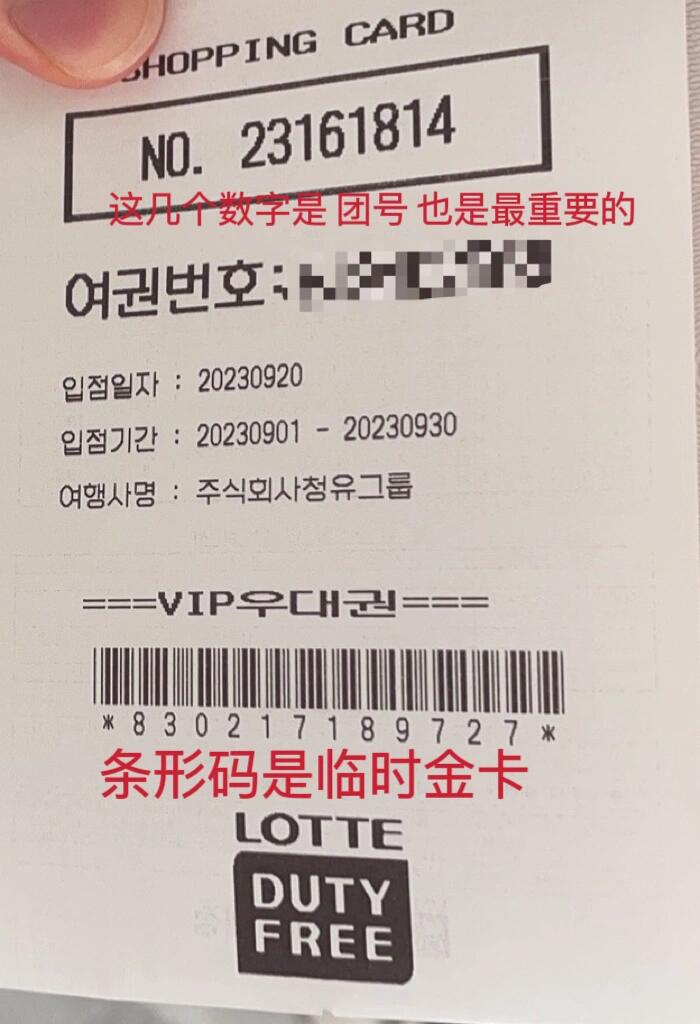 SHOPPING CARD
NO. 23161814
这几个数字是 团号 也是最重要的
여권번호:
입점일자 : 20230920
입점기간 : 20230901 - 20230930
여행사명 : 주식회사청유그룹
===VIP우대권===
*830217189727*
条形码是临时金卡
LOTTE
DUTY
FREE